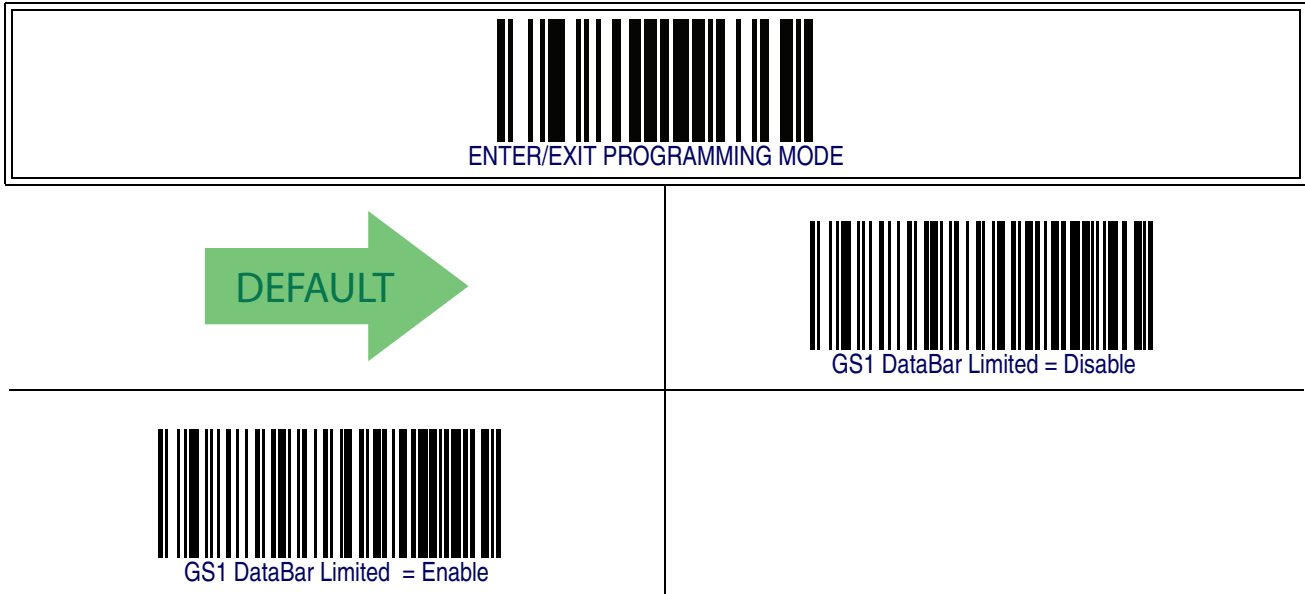 ENTER/EXIT PROGRAMMING MODE
DEFAULT
GS1 DataBar Limited = Disable
GS1 DataBar Limited = Enable